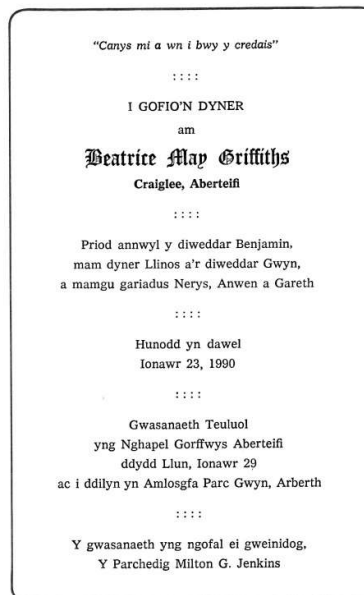 "Canys mi a wn i bwy y credais"
::::
I GOFIO'N DYNER
am
Beatrice May Griffiths
Craiglee, Aberteifi
::::
Priod annwyl y diweddar Benjamin,
mam dyner Llinos a'r diweddar Gwyn,
a mamgu gariadus Nerys, Anwen a Gareth
::::
Hunodd yn dawel
Ionawr 23, 1990
::::
Gwasanaeth Teuluol
yng Nghapel Gorffwys Aberteifi
ddydd Llun, Ionawr 29
ac i ddilyn yn Amlosgfa Parc Gwyn, Arberth
::::
Y gwasanaeth yng ngofal ei gweinidog,
Y Parchedig Milton G. Jenkins